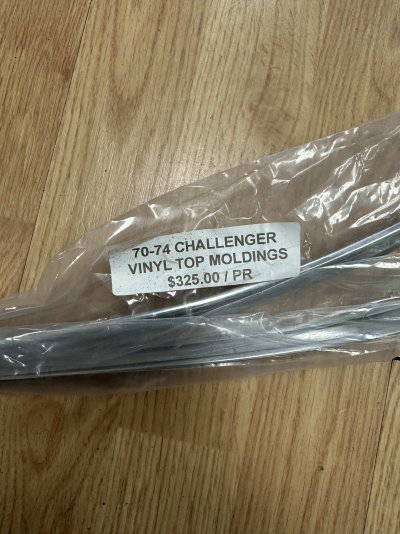 70-74 CHALLENGER
VINYL TOP MOLDINGS
$325.00 / PR